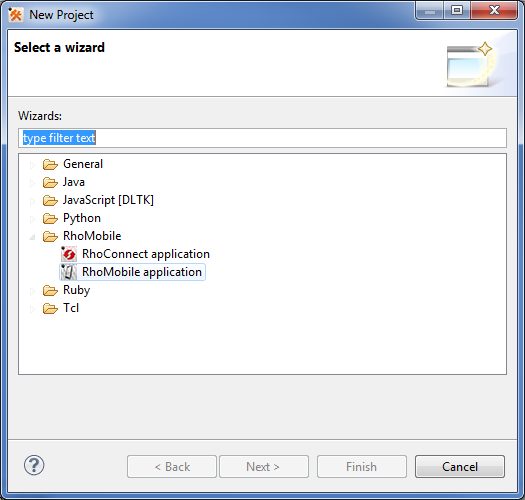 New Project
Select a wizard
Wizards:
type filter text
General
Java
JavaScript [DLTK]
Python
RhoMobile
RhoConnect application
RhoMobile application
Ruby
Tcl
? < Back Next > Finish Cancel